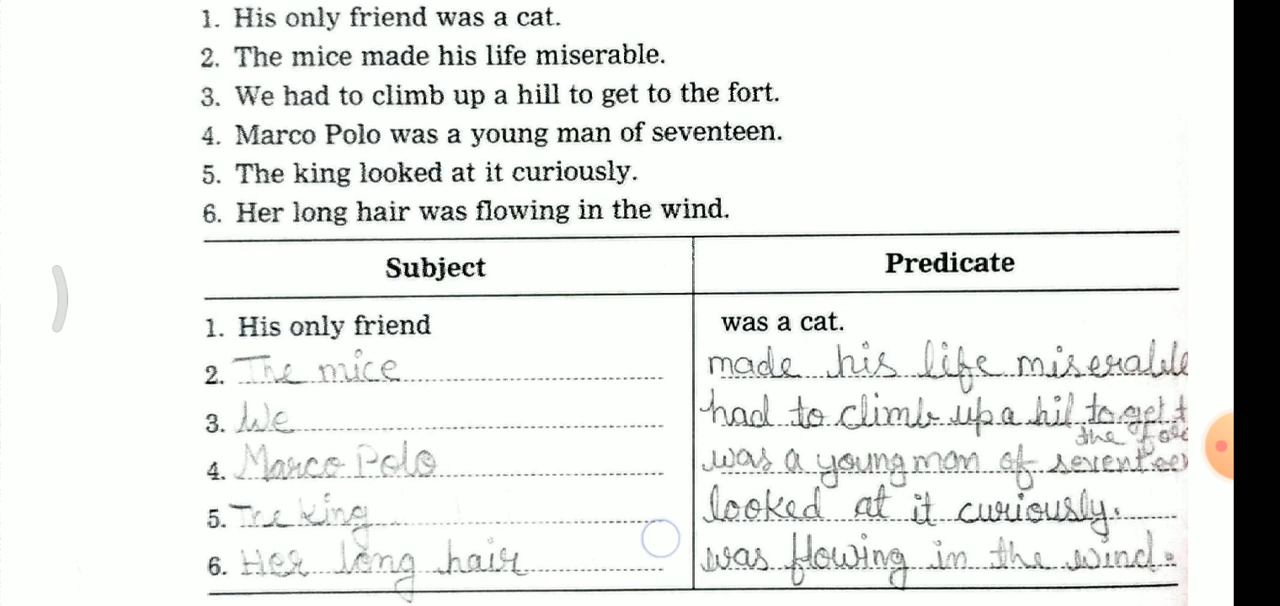 1. His only friend was a cat.
2. The mice made his life miserable.
3. We had to climb up a hill to get to the fort.
4. Marco Polo was a young man of seventeen.
5. The king looked at it curiously.
6. Her long hair was flowing in the wind.
Subject Predicate
1. His only friend was a cat.
2. The mice made his life miserable
3. We had to climb up a hil to get t
the
4. Marco Polo was a young man of seventeen
5. The king looked at it curiously.
6. Her long hair was flowing in the wind.